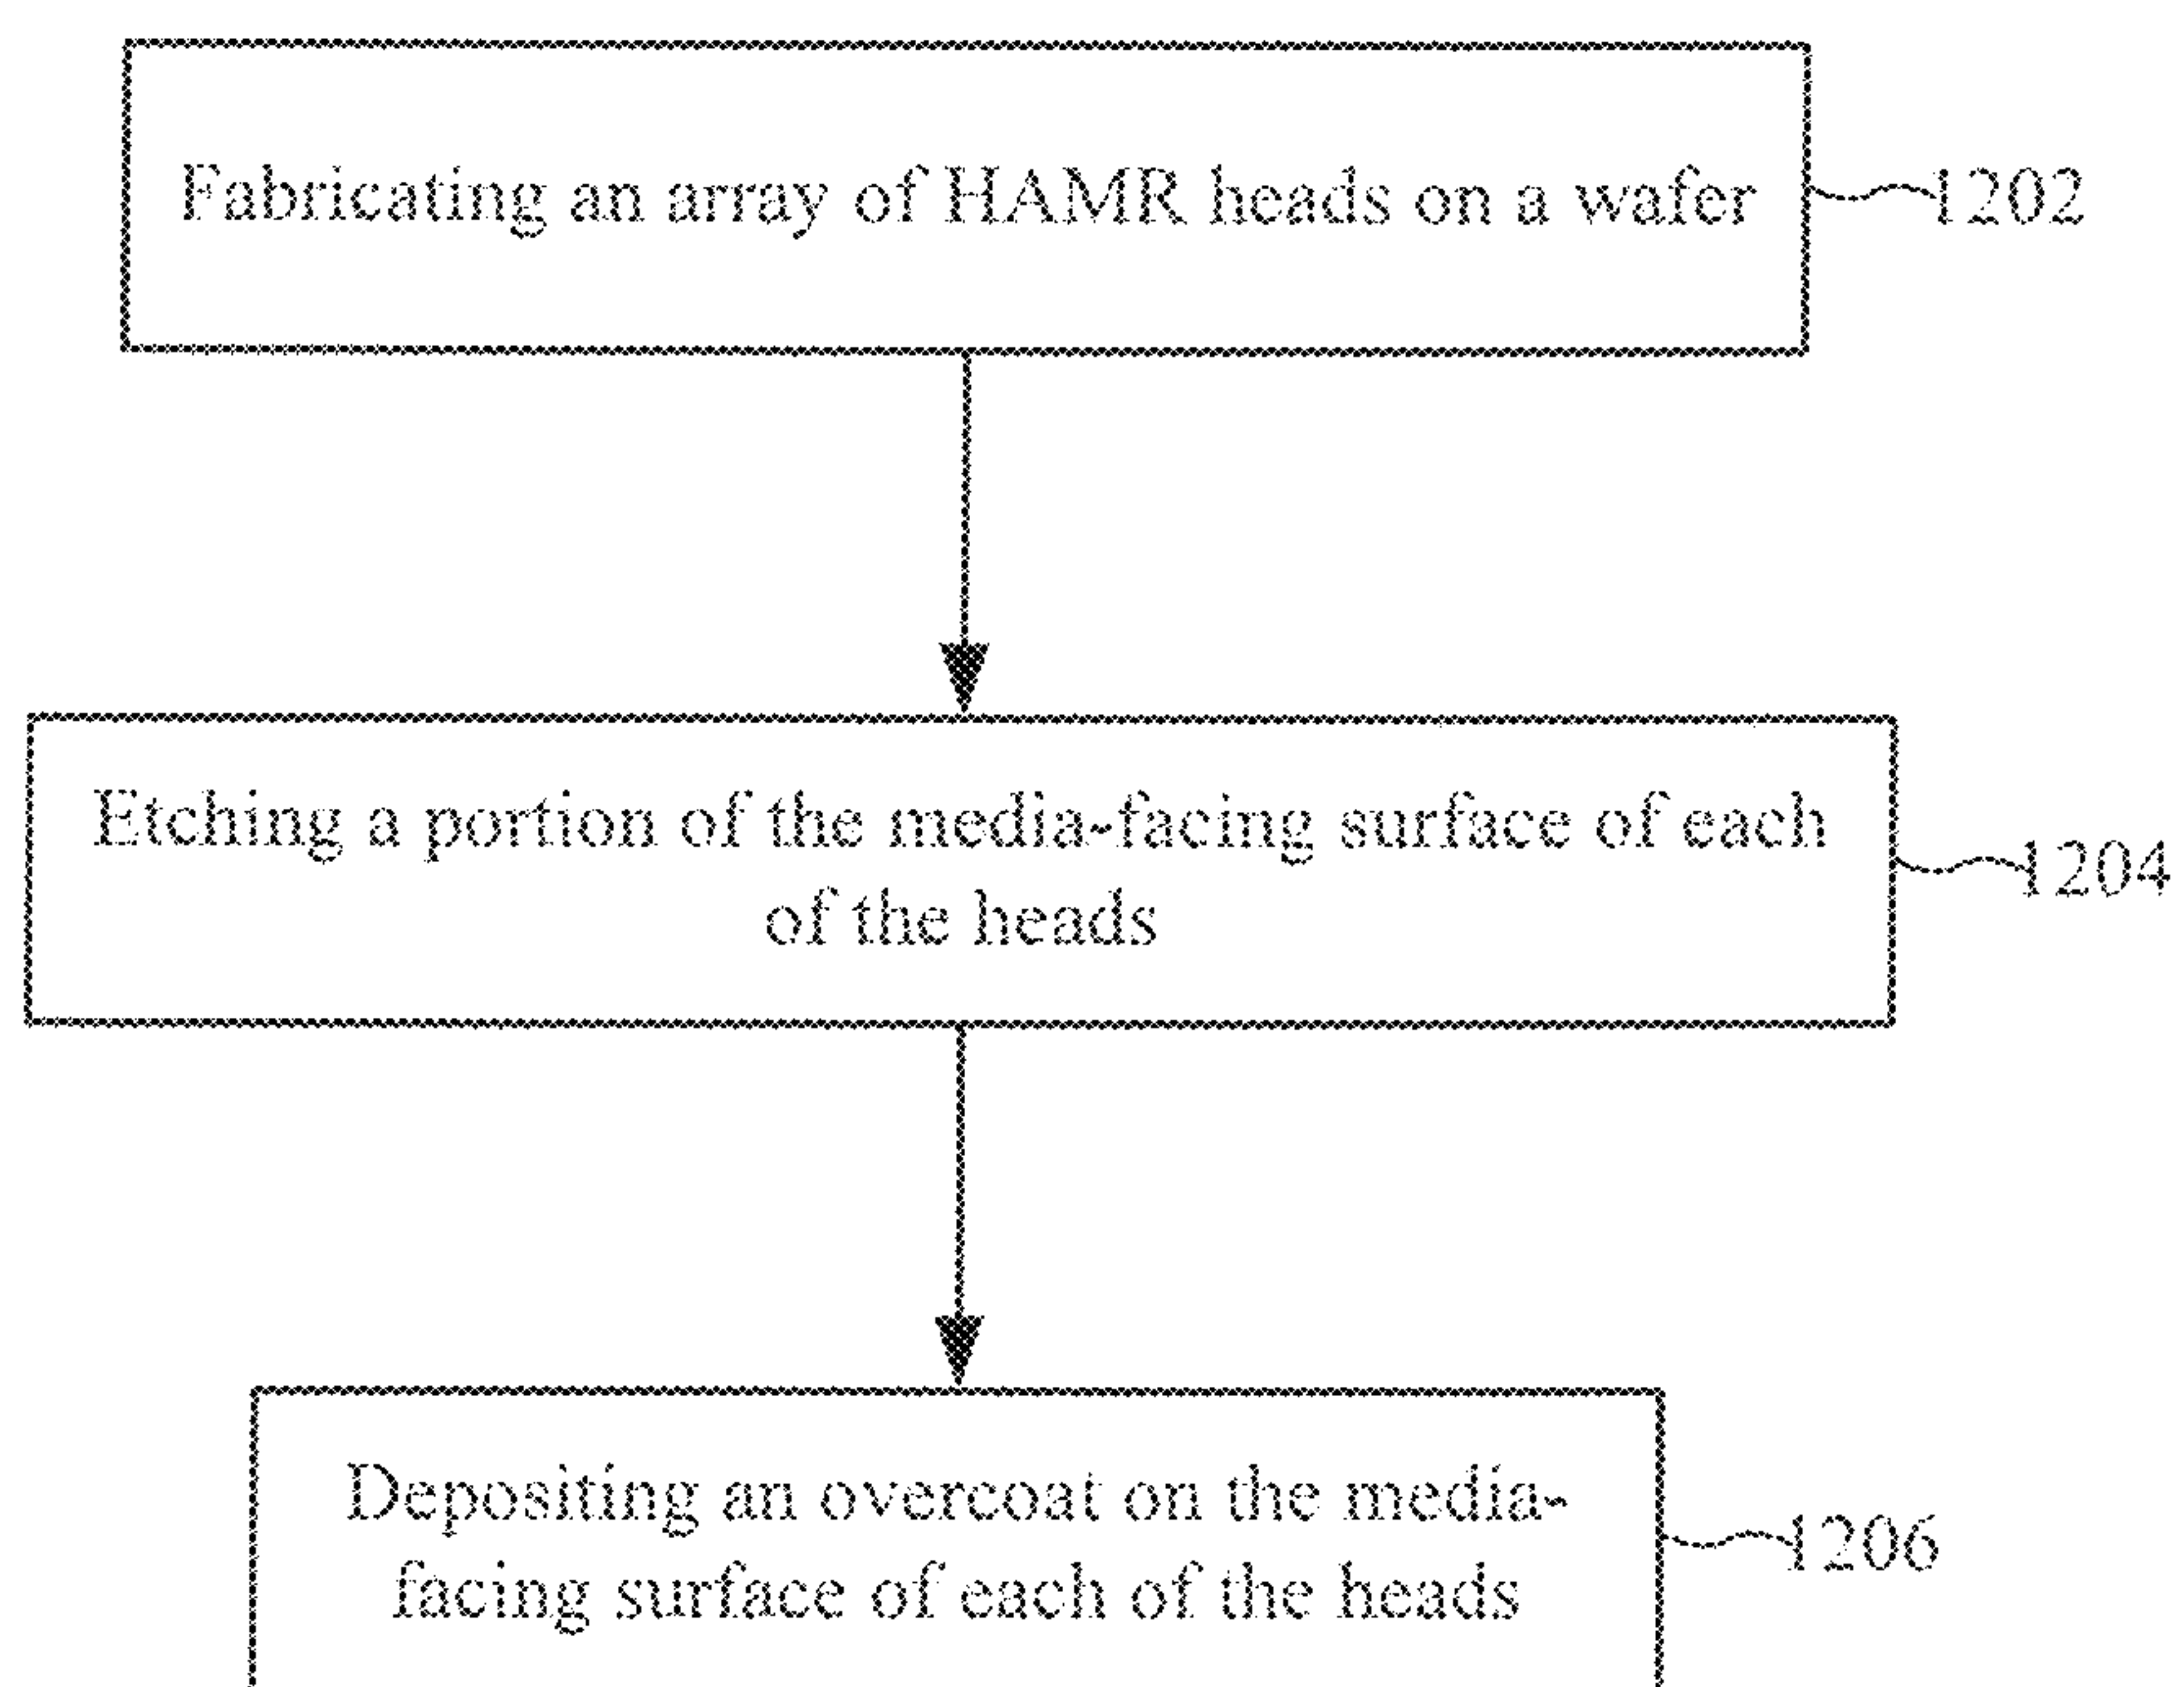 Fabricating an array of HAMR heads on a wafer
1202
Etching a portion of the media-facing surface of each
of the heads
1204
Depositing an overcoat on the media-
facing surface of each of the heads
1206